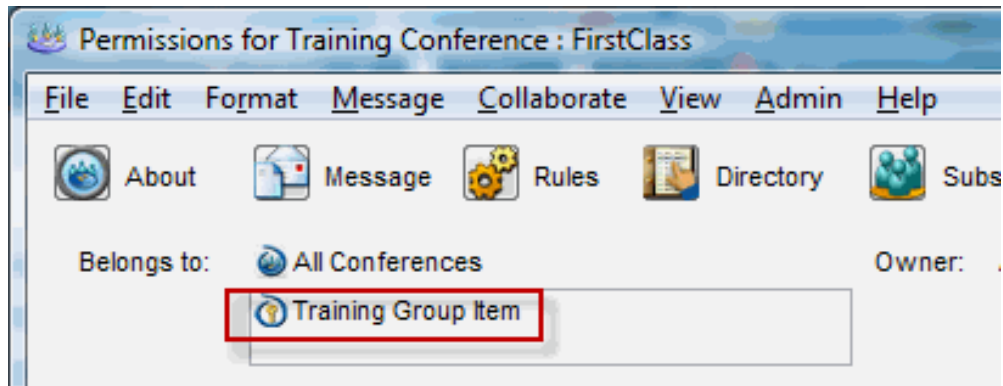 Permissions for Training Conference : FirstClass
File Edit Format Message Collaborate View Admin Help
About Message Rules Directory Subs
Belongs to: All Conferences Owner:
Training Group Item